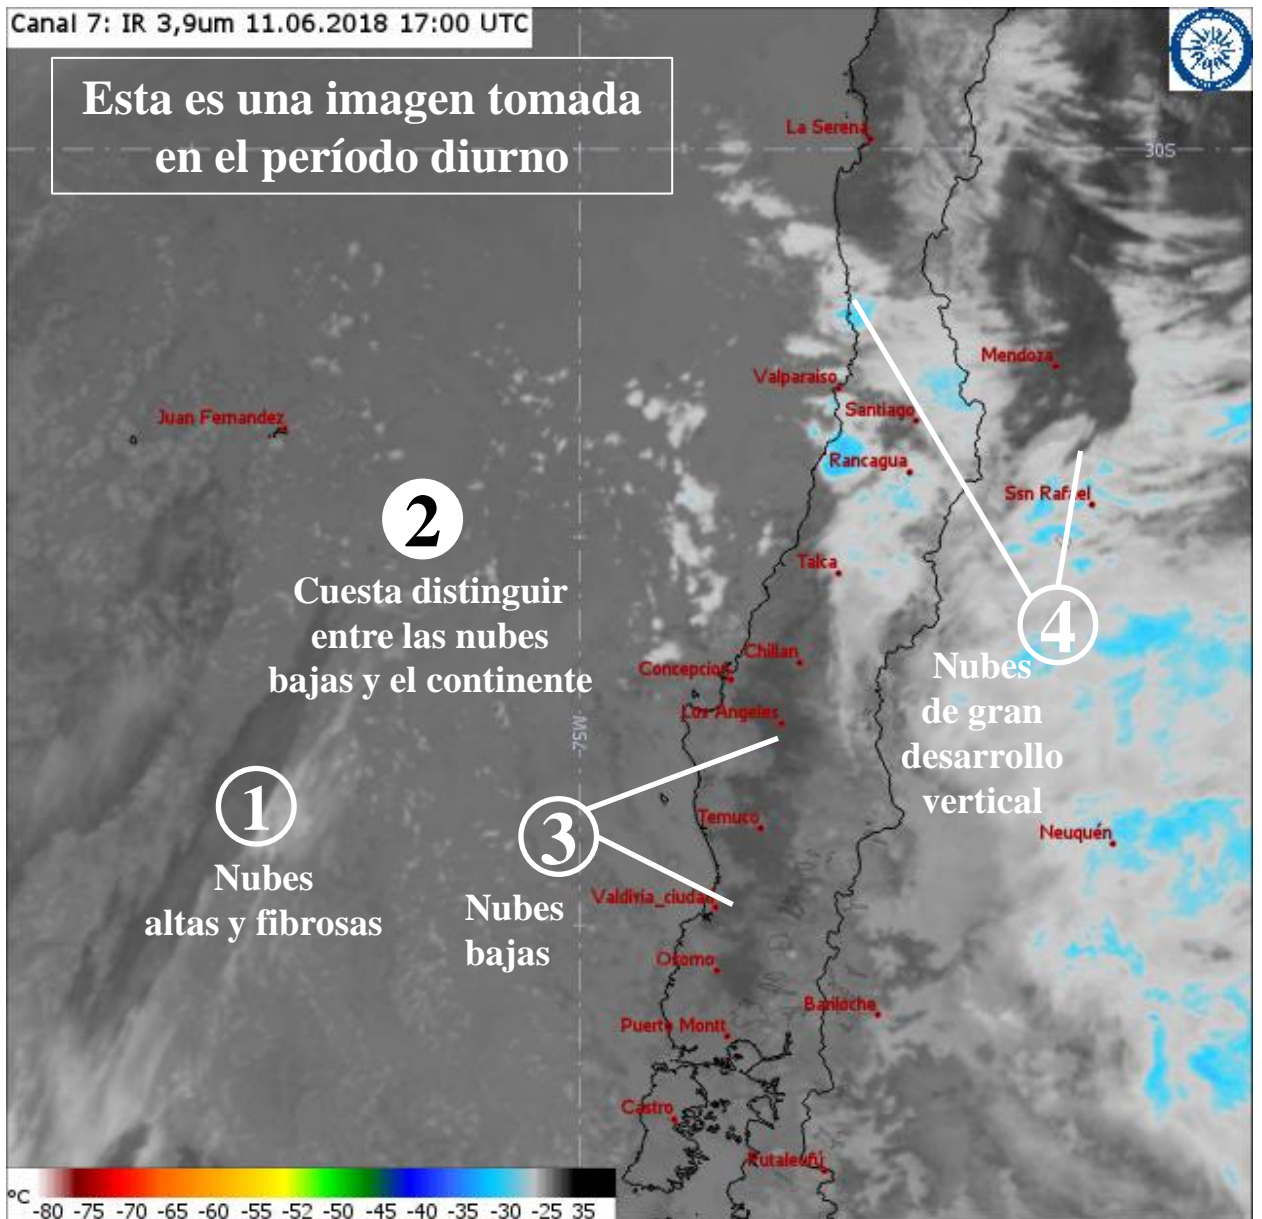 Canal 7: IR 3,9um 11.06.2018 17:00 UTC
Esta es una imagen tomada
en el período diurno
La Serena
30S
Mendoza
Valparaiso
Santiago
Juan Fernandez
Rancagua
Ssn Rafael
2
Talca
Cuesta distinguir
entre las nubes
bajas y el continente
4
Chillan
Concepcion
Nubes
de gran
desarrollo
vertical
Los Angeles
75W
1
3
Temuco
Neuquén
Nubes
altas y fibrosas
Valdivia_ciudad
Nubes
bajas
Osorno
Bariloche
Puerto Montt
Castro
Futaleufú
°C -80 -75 -70 -65 -60 -55 -52 -50 -45 -40 -35 -30 -25 35